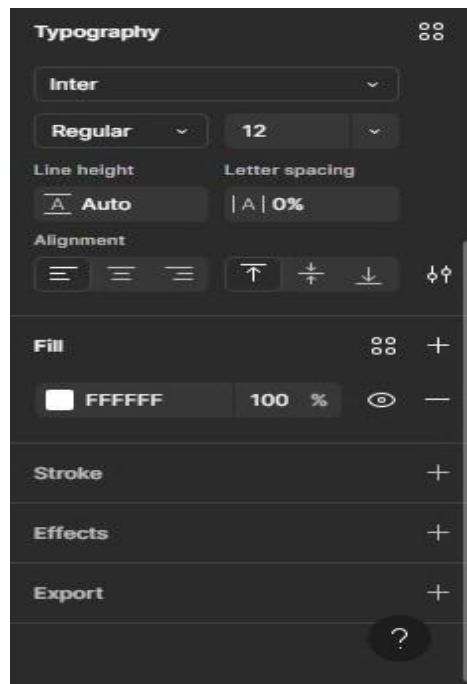 Typography
Inter
Regular 12
Line height Letter spacing
A Auto |A| 0%
Alignment
Fill
FFFFFF 100 %
Stroke
Effects
Export
?